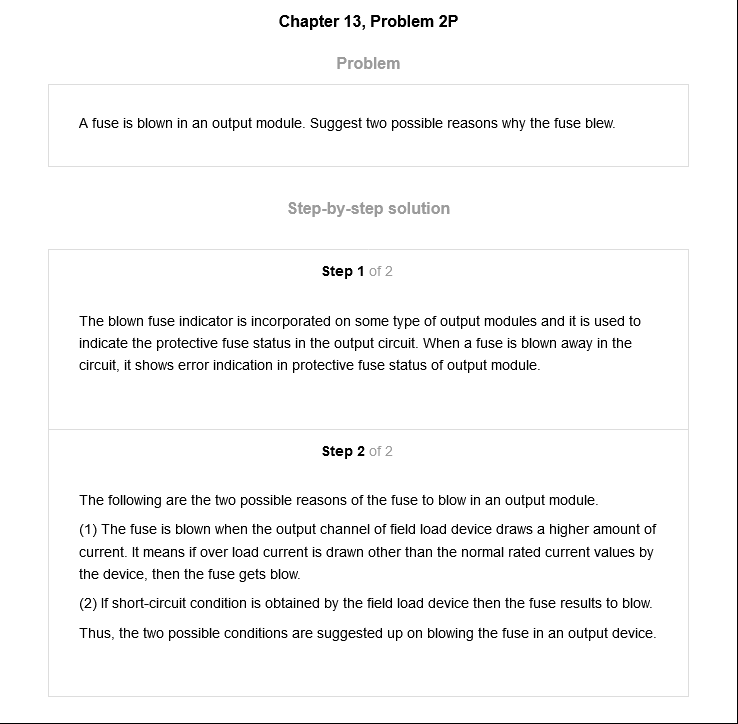 Chapter 13, Problem 2P
Problem
A fuse is blown in an output module. Suggest two possible reasons why the fuse blew.
Step-by-step solution
Step 1 of 2
The blown fuse indicator is incorporated on some type of output modules and it is used to
indicate the protective fuse status in the output circuit. When a fuse is blown away in the
circuit, it shows error indication in protective fuse status of output module.
Step 2 of 2
The following are the two possible reasons of the fuse to blow in an output module.
(1) The fuse is blown when the output channel of field load device draws a higher amount of
current. It means if over load current is drawn other than the normal rated current values by
the device, then the fuse gets blow.
(2) If short-circuit condition is obtained by the field load device then the fuse results to blow.
Thus, the two possible conditions are suggested up on blowing the fuse in an output device.